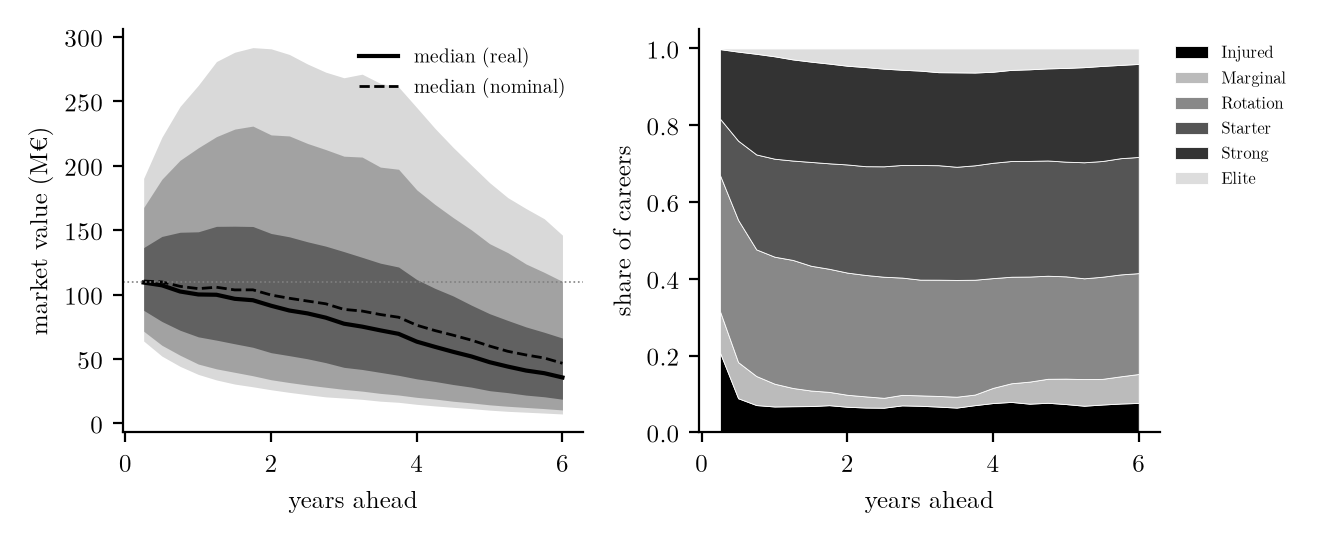 300
250
200
150
100
50
0
market value (M€)
0
2
4
6
years ahead
median (real)
median (nominal)
1.0
0.8
0.6
0.4
0.2
0.0
share of careers
0
2
4
6
years ahead
Injured
Marginal
Rotation
Starter
Strong
Elite